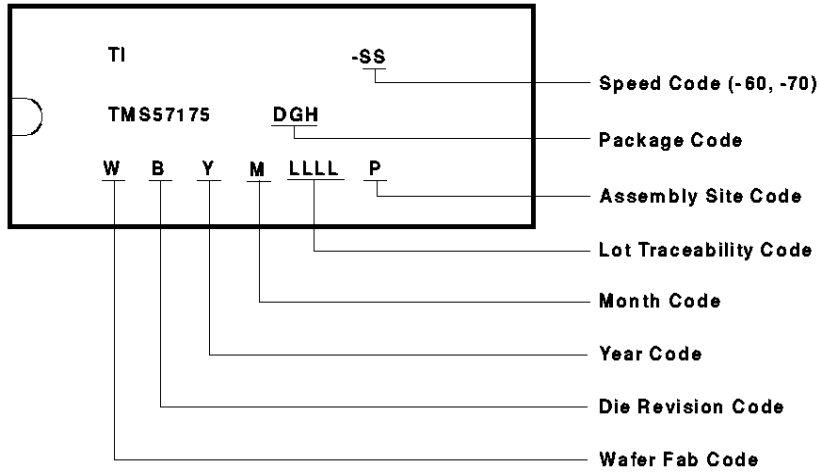 TI -SS
Speed Code (-60, -70)
TMS57175 DGH
Package Code
W B Y M LLLL P
Assembly Site Code
Lot Traceability Code
Month Code
Year Code
Die Revision Code
Wafer Fab Code